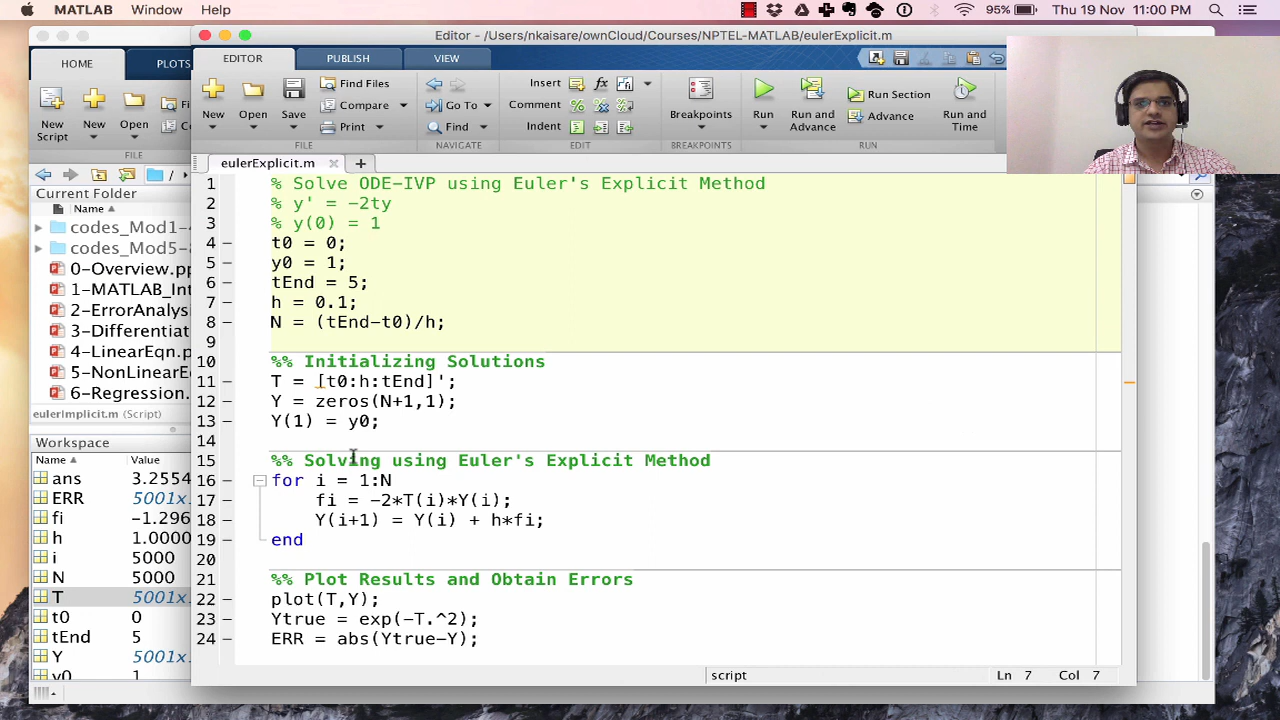 MATLAB Window Help 95% Thu 19 Nov 11:00 PM
Editor - /Users/nkaisare/ownCloud/Courses/NPTEL-MATLAB/eulerExplicit.m
HOME PLOTS EDITOR PUBLISH VIEW
New Script New Open Fi
FILE
New Open Save
Find Files
Compare
Print
FILE
Go To
Find
NAVIGATE
Insert fx
Comment
Indent
EDIT
Breakpoints
BREAKPOINTS
Run Run and Advance
Run Section
Advance
Run and Time
RUN
eulerExplicit.m
Current Folder
Name
codes_Mod1-4
codes_Mod5-8
0-Overview.pp
1-MATLAB_Int
2-ErrorAnalysis
3-Differentiat
4-LinearEqn.p
5-NonLinearE
6-Regression.
eulerImplicit.m (Script)
Workspace
Name Value
ans 3.2554
ERR 5001x
fi -1.296
h 1.0000
i 5000
N 5000
T 5001x
t0 0
tEnd 5
Y 5001x
y0 1
1 % Solve ODE-IVP using Euler's Explicit Method
2 % y' = -2ty
3 % y(0) = 1
4 t0 = 0;
5 y0 = 1;
6 tEnd = 5;
7 h = 0.1;
8 N = (tEnd-t0)/h;
9
10 %% Initializing Solutions
11 T = [t0:h:tEnd]';
12 Y = zeros(N+1,1);
13 Y(1) = y0;
14
15 %% Solving using Euler's Explicit Method
16 for i = 1:N
17 fi = -2*T(i)*Y(i);
18 Y(i+1) = Y(i) + h*fi;
19 end
20
21 %% Plot Results and Obtain Errors
22 plot(T,Y);
23 Ytrue = exp(-T.^2);
24 ERR = abs(Ytrue-Y);
script Ln 7 Col 7